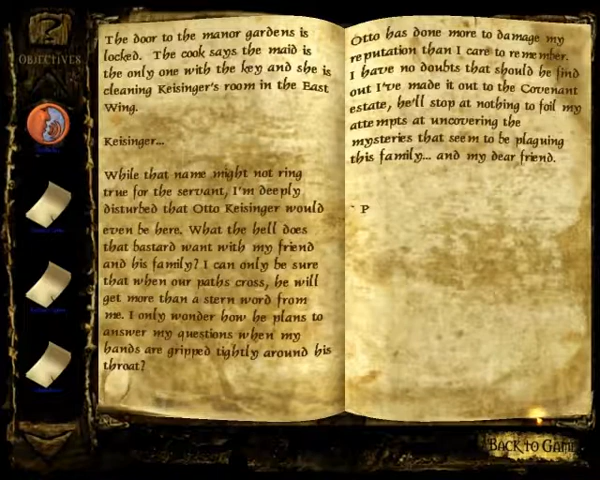 OBJECTIVES
The door to the manor gardens is
locked. The cook says the maid is
the only one with the key and she is
cleaning Keisinger's room in the East
Wing.
Keisinger...
While that name might not ring
true for the servant, I'm deeply
disturbed that Otto Keisinger would
even be here. What the hell does
that bastard want with my friend
and his family? I can only be sure
that when our paths cross, he will
get more than a stern word from
me. I only wonder how he plans to
answer my questions when my
hands are gripped tightly around his
throat?
Otto has done more to damage my
reputation than I care to remember.
I have no doubts that should he find
out I've made it out to the Covenant
estate, he'll stop at nothing to foil my
attempts at uncovering the
mysteries that seem to be plaguing
this family... and my dear friend.
- P
BACK TO GAME